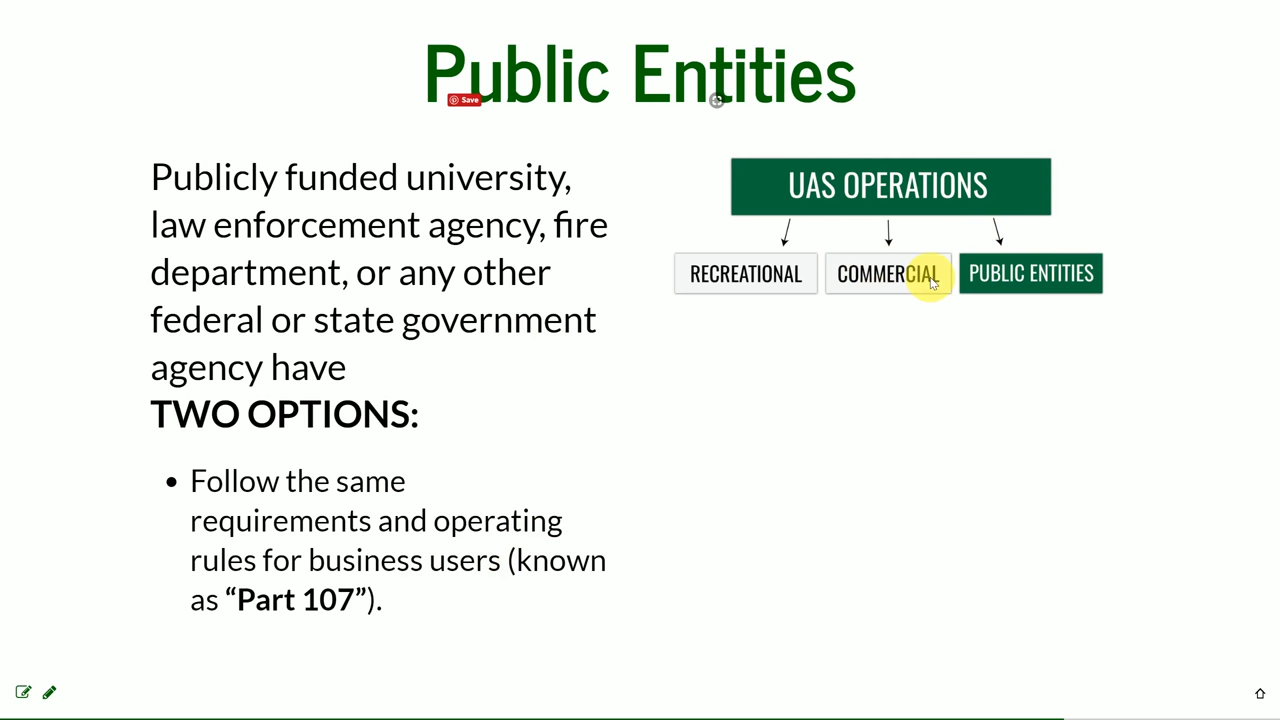 Public Entities
Save
Publicly funded university,
law enforcement agency, fire
department, or any other
federal or state government
agency have
TWO OPTIONS:
• Follow the same
requirements and operating
rules for business users (known
as “Part 107”).
UAS OPERATIONS
RECREATIONAL
COMMERCIAL
PUBLIC ENTITIES